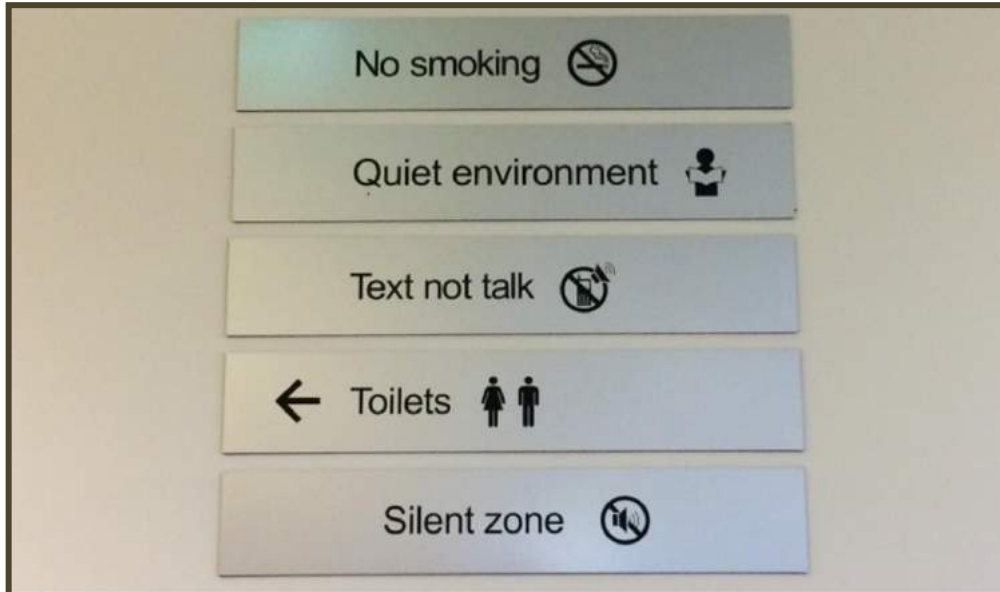 No smoking
Quiet environment
Text not talk
Toilets
Silent zone